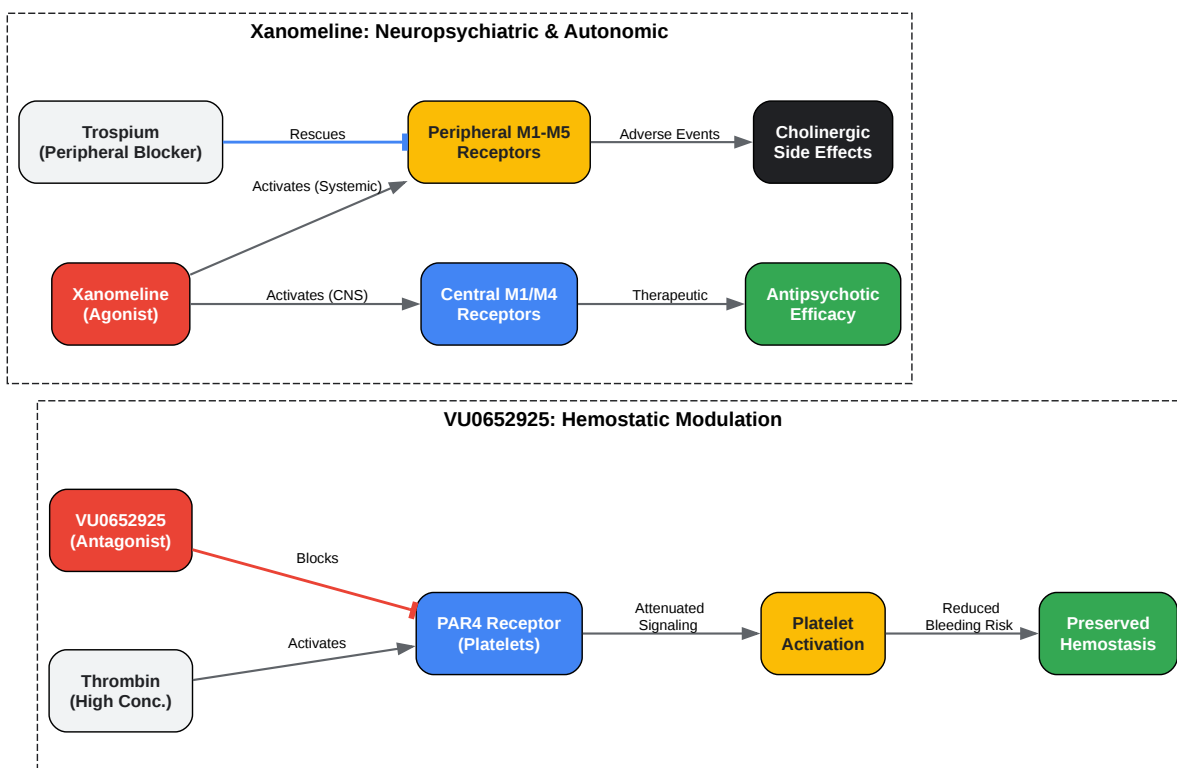 Xanomeline: Neuropsychiatric & Autonomic
Trospium
(Peripheral Blocker)
Rescues
Peripheral M1-M5
Receptors
Adverse Events
Cholinergic
Side Effects
Activates (Systemic)
Xanomeline
(Agonist)
Activates (CNS)
Central M1/M4
Receptors
Therapeutic
Antipsychotic
Efficacy
VU0652925: Hemostatic Modulation
VU0652925
(Antagonist)
Blocks
Thrombin
(High Conc.)
Activates
PAR4 Receptor
(Platelets)
Attenuated
Signaling
Platelet
Activation
Reduced
Bleeding Risk
Preserved
Hemostasis